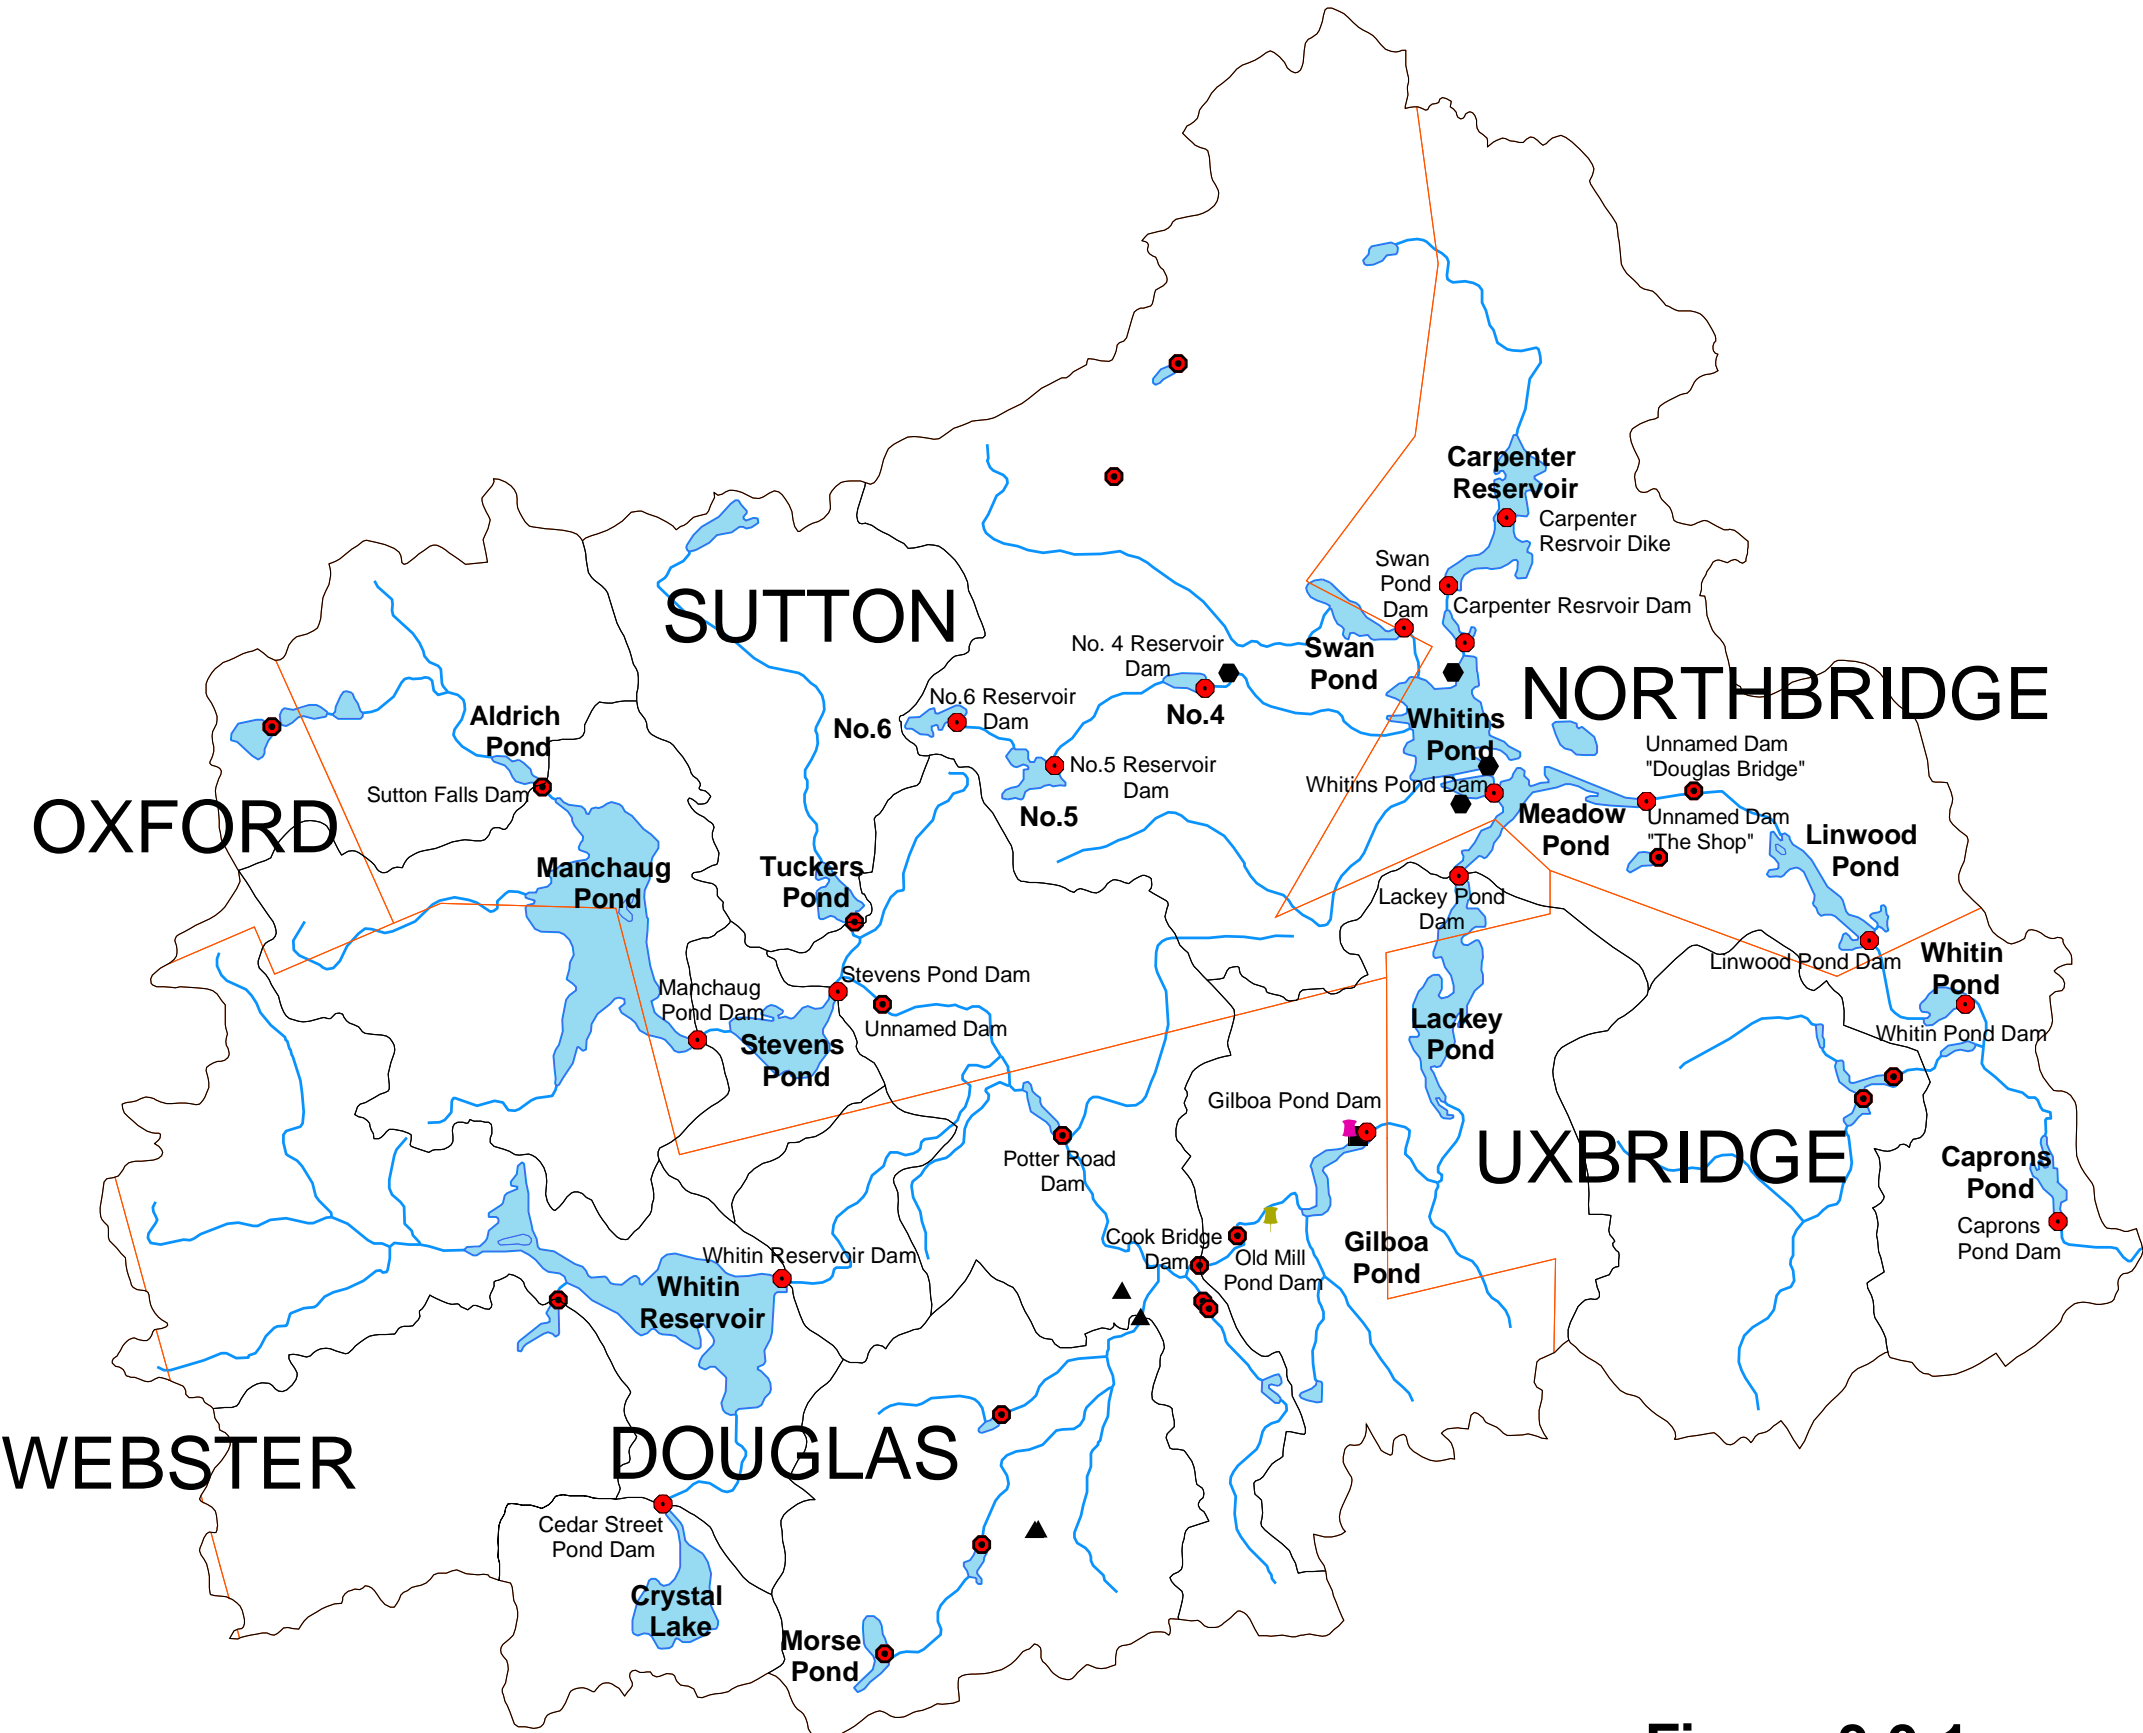 Carpenter
Reservoir
Carpenter
Resrvoir Dike
Swan
Pond
Dam
Carpenter Resrvoir Dam
SUTTON
No. 4 Reservoir
Dam
Swan
Pond
NORTHBRIDGE
No.6 Reservoir
Dam
No.6
No.4
Aldrich
Pond
Whitins
Pond
Unnamed Dam
"Douglas Bridge"
No.5 Reservoir
Dam
Whitins Pond Dam
Sutton Falls Dam
No.5
OXFORD
Meadow
Pond
Unnamed Dam
"The Shop"
Linwood
Pond
Manchaug
Pond
Tuckers
Pond
Lackey Pond
Dam
Linwood Pond Dam
Whitin
Pond
Stevens Pond Dam
Manchaug
Pond Dam
Unnamed Dam
Stevens
Pond
Lackey
Pond
Whitin Pond Dam
Gilboa Pond Dam
Potter Road
Dam
UXBRIDGE
Caprons
Pond
Caprons
Pond Dam
Cook Bridge
Dam
Old Mill
Pond Dam
Gilboa
Pond
Whitin Reservoir Dam
Whitin
Reservoir
WEBSTER
DOUGLAS
Cedar Street
Pond Dam
Crystal
Lake
Morse
Pond